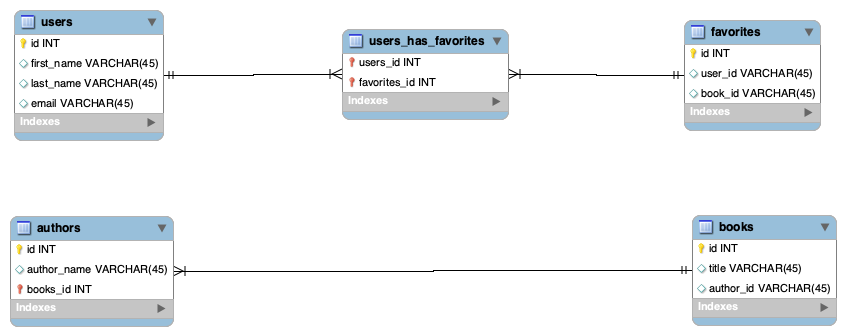 users
id INT
first_name VARCHAR(45)
last_name VARCHAR(45)
email VARCHAR(45)
Indexes
users_has_favorites
users_id INT
favorites_id INT
Indexes
favorites
id INT
user_id VARCHAR(45)
book_id VARCHAR(45)
Indexes
authors
id INT
author_name VARCHAR(45)
books_id INT
Indexes
books
id INT
title VARCHAR(45)
author_id VARCHAR(45)
Indexes